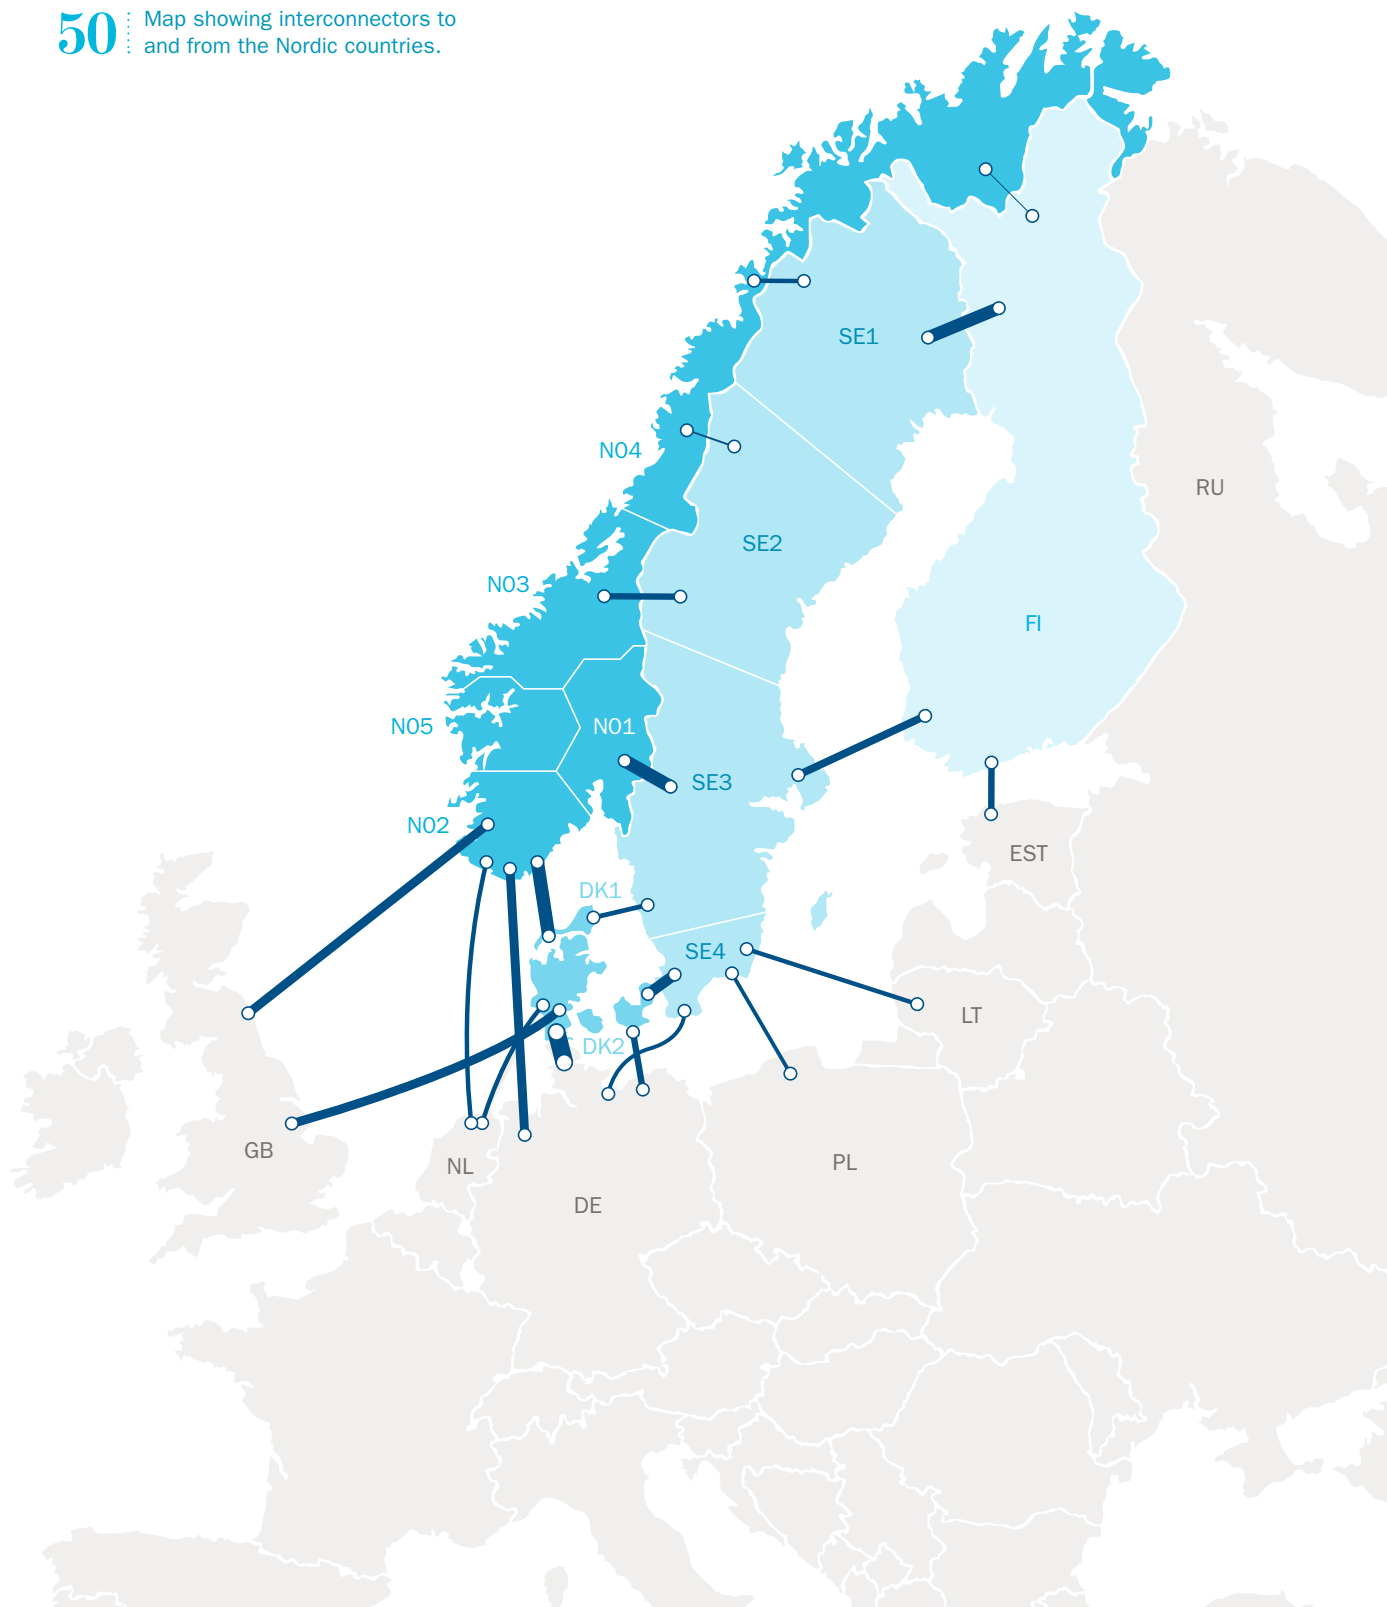 50
Map showing interconnectors to
and from the Nordic countries.
SE1
N04
RU
SE2
N03
FI
N05
N01
SE3
N02
EST
DK1
SE4
LT
DK2
GB
NL
PL
DE